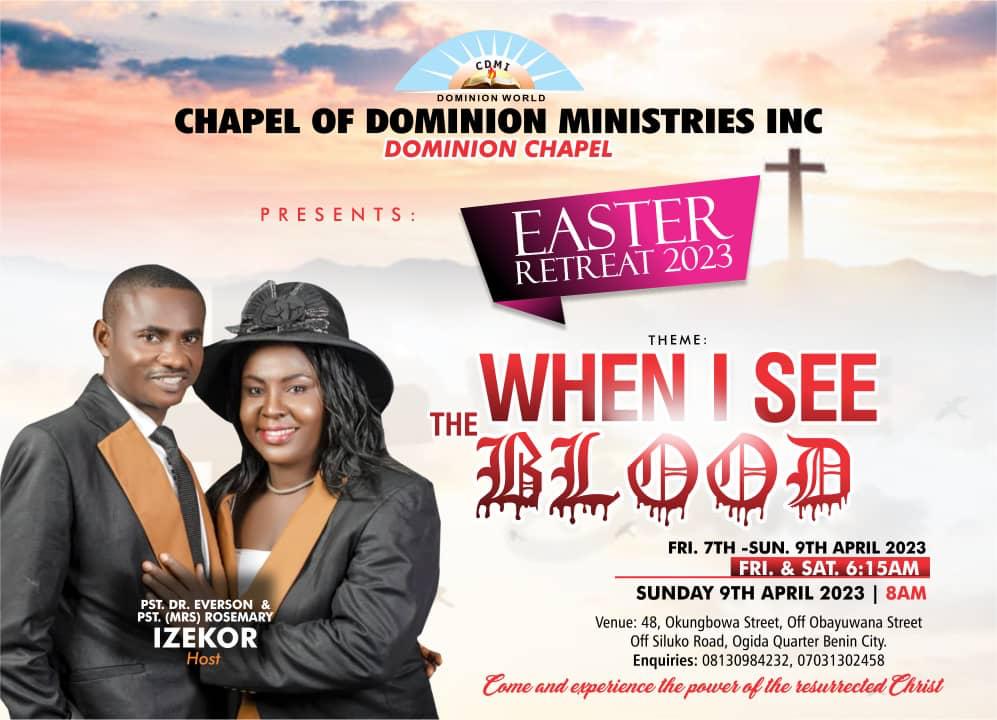 CDMI
DOMINION WORLD
CHAPEL OF DOMINION MINISTRIES INC
DOMINION CHAPEL
PRESENTS:
EASTER
RETREAT 2023
THEME:
WHEN I SEE
THE BLOOD
FRI. 7TH -SUN. 9TH APRIL 2023
FRI. & SAT. 6:15AM
SUNDAY 9TH APRIL 2023 | 8AM
Venue: 48, Okungbowa Street, Off Obayuwana Street
Off Siluko Road, Ogida Quarter Benin City.
Enquiries: 08130984232, 07031302458
Come and experience the power of the resurrected Christ
PST. DR. EVERSON &
PST. (MRS) ROSEMARY
IZEKOR
Host